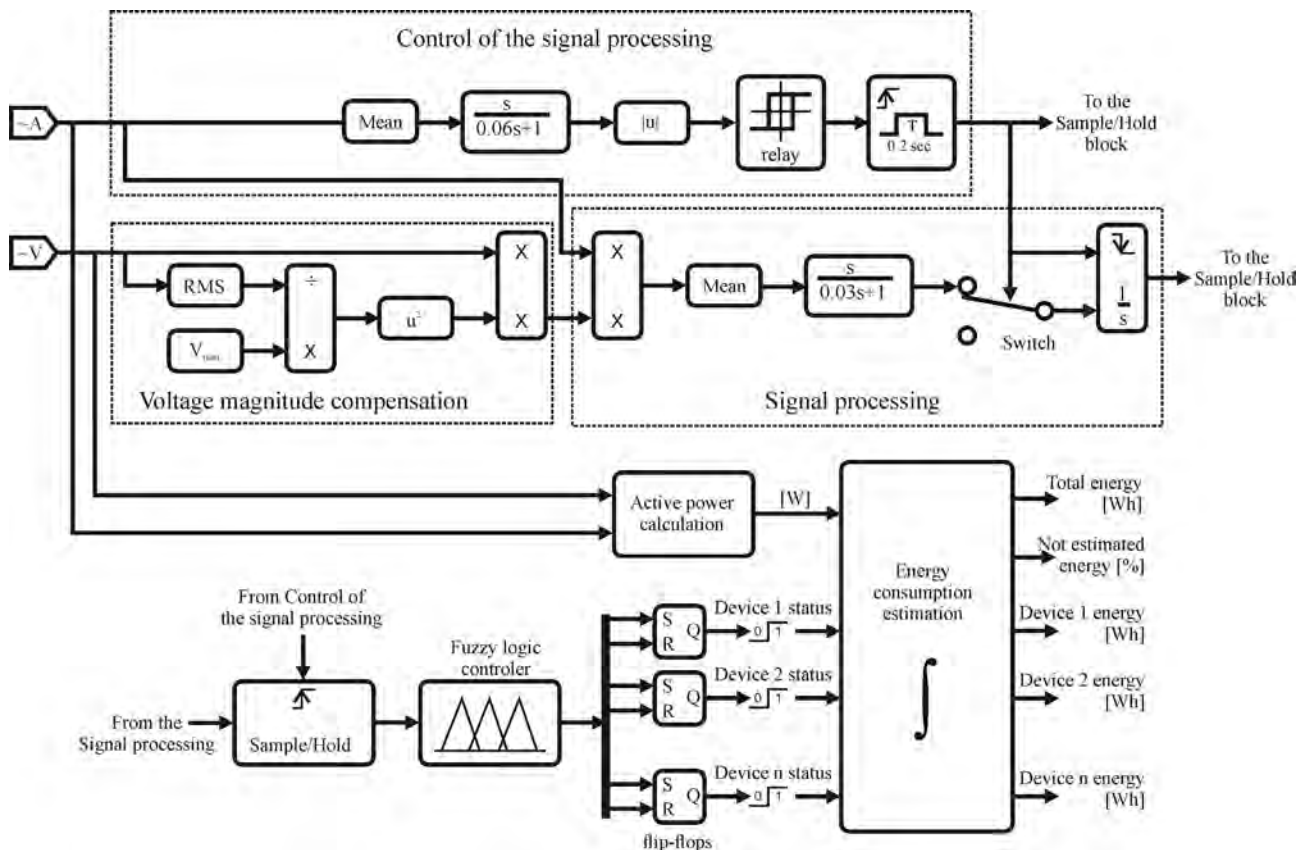 Control of the signal processing
~A
Mean
s
0.06s+1
|u|
relay
T
0.2 sec
To the
Sample/Hold
block
~V
RMS
÷
X
V
u²
X
X
Voltage magnitude compensation
X
X
Mean
s
0.03s+1
Switch
1
s
To the
Sample/Hold
block
Signal processing
Active power
calculation
[W]
Energy
consumption
estimation
∫
Total energy
[Wh]
Not estimated
energy [%]
Device 1 energy
[Wh]
Device 2 energy
[Wh]
Device n energy
[Wh]
From Control of
the signal processing
From the
Signal processing
Sample/Hold
Fuzzy logic
controler
S
R
Q
Device 1 status
0 1
S
R
Q
Device 2 status
0 1
S
R
Q
Device n status
0 1
flip-flops